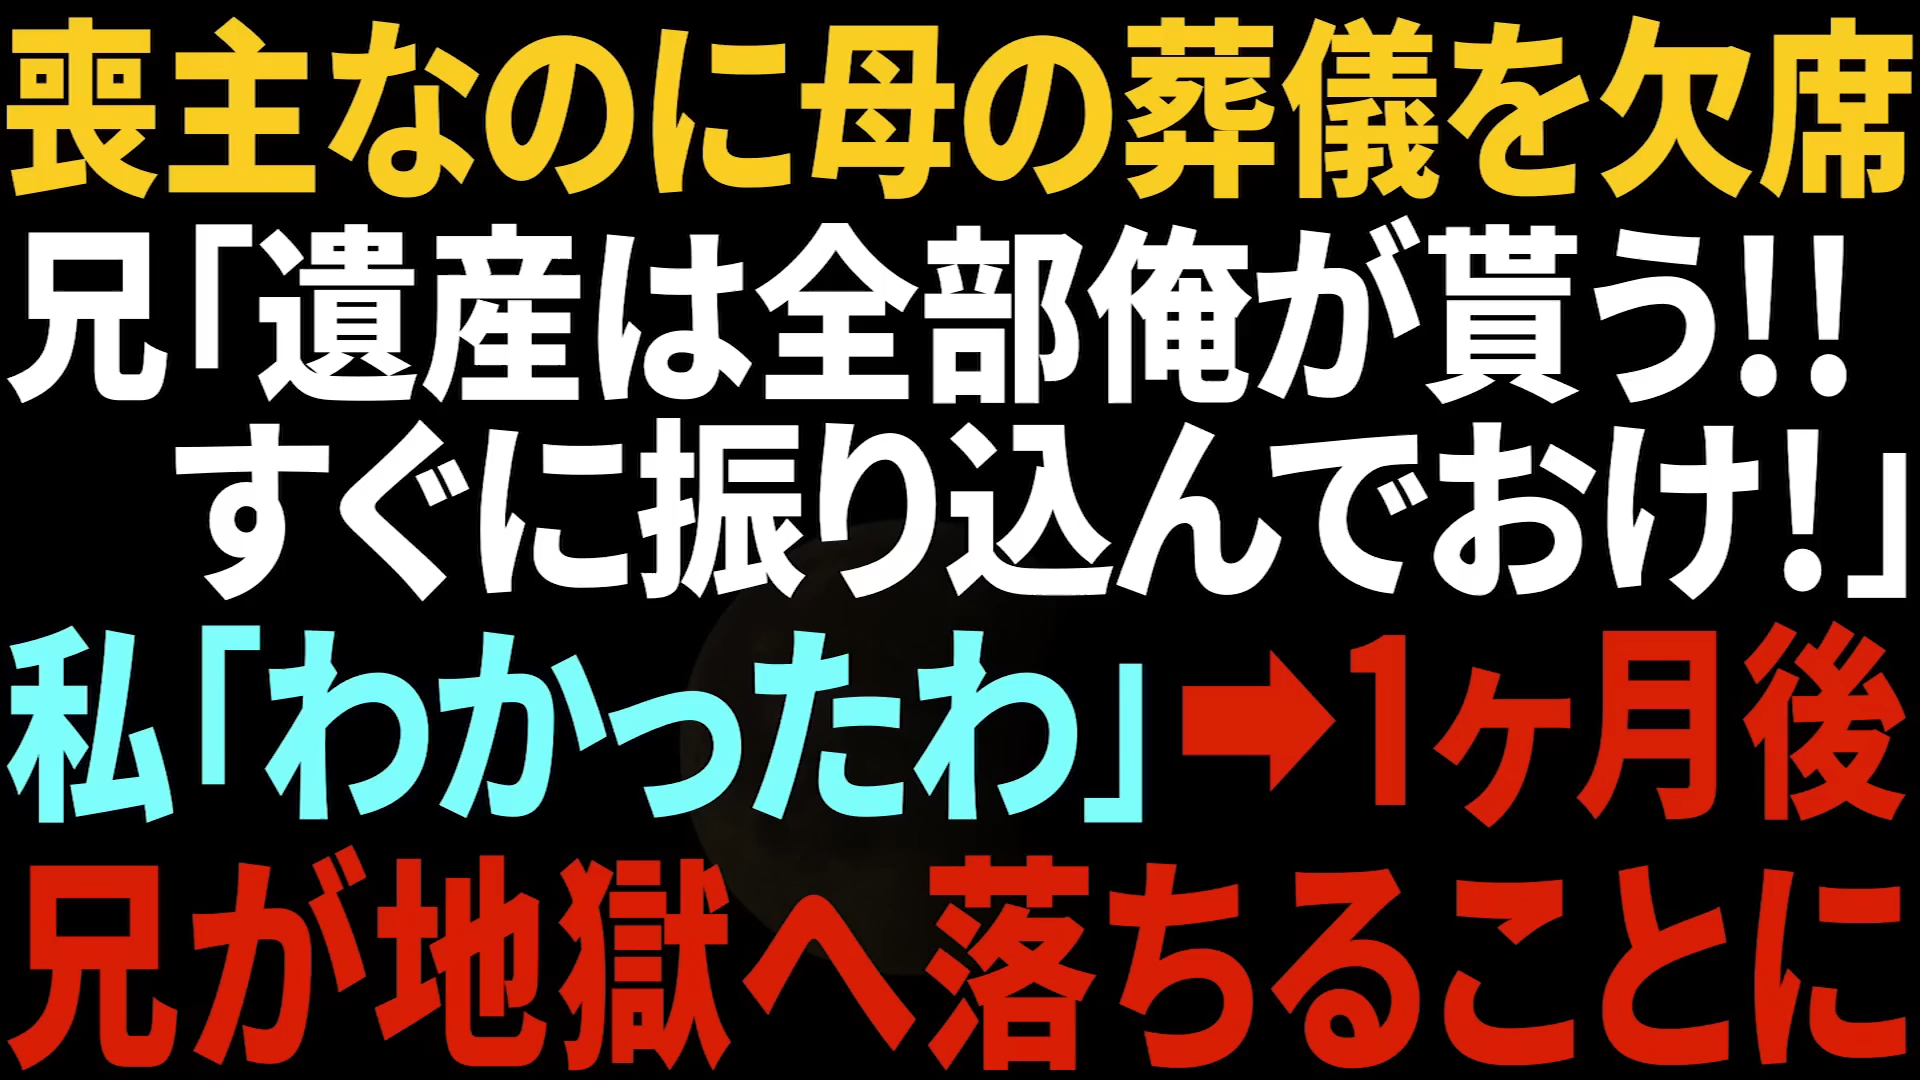 喪主なのに母の葬儀を欠席
兄「遺産は全部俺が貰う!!
すぐに振り込んでおけ!」
私「わかったわ」➡1ヶ月後
兄が地獄へ落ちることに